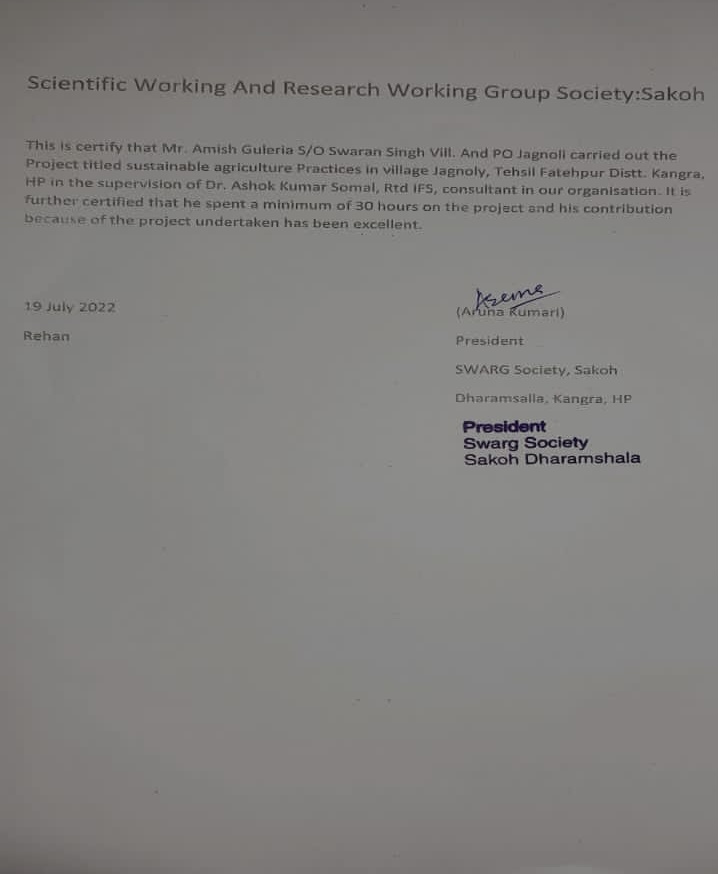 Scientific Working And Research Working Group Society:Sakoh
This is certify that Mr. Amish Guleria S/O Swaran Singh Vill. And PO Jagnoli carried out the
Project titled sustainable agriculture Practices in village Jagnoly, Tehsil Fatehpur Distt. Kangra,
HP in the supervision of Dr. Ashok Kumar Somal, Rtd IFS, consultant in our organisation. It is
further certified that he spent a minimum of 30 hours on the project and his contribution
because of the project undertaken has been excellent.
19 July 2022
(Aruna Kumari)
Rehan
President
SWARG Society, Sakoh
Dharamsalla, Kangra, HP
President
Swarg Society
Sakoh Dharamshala